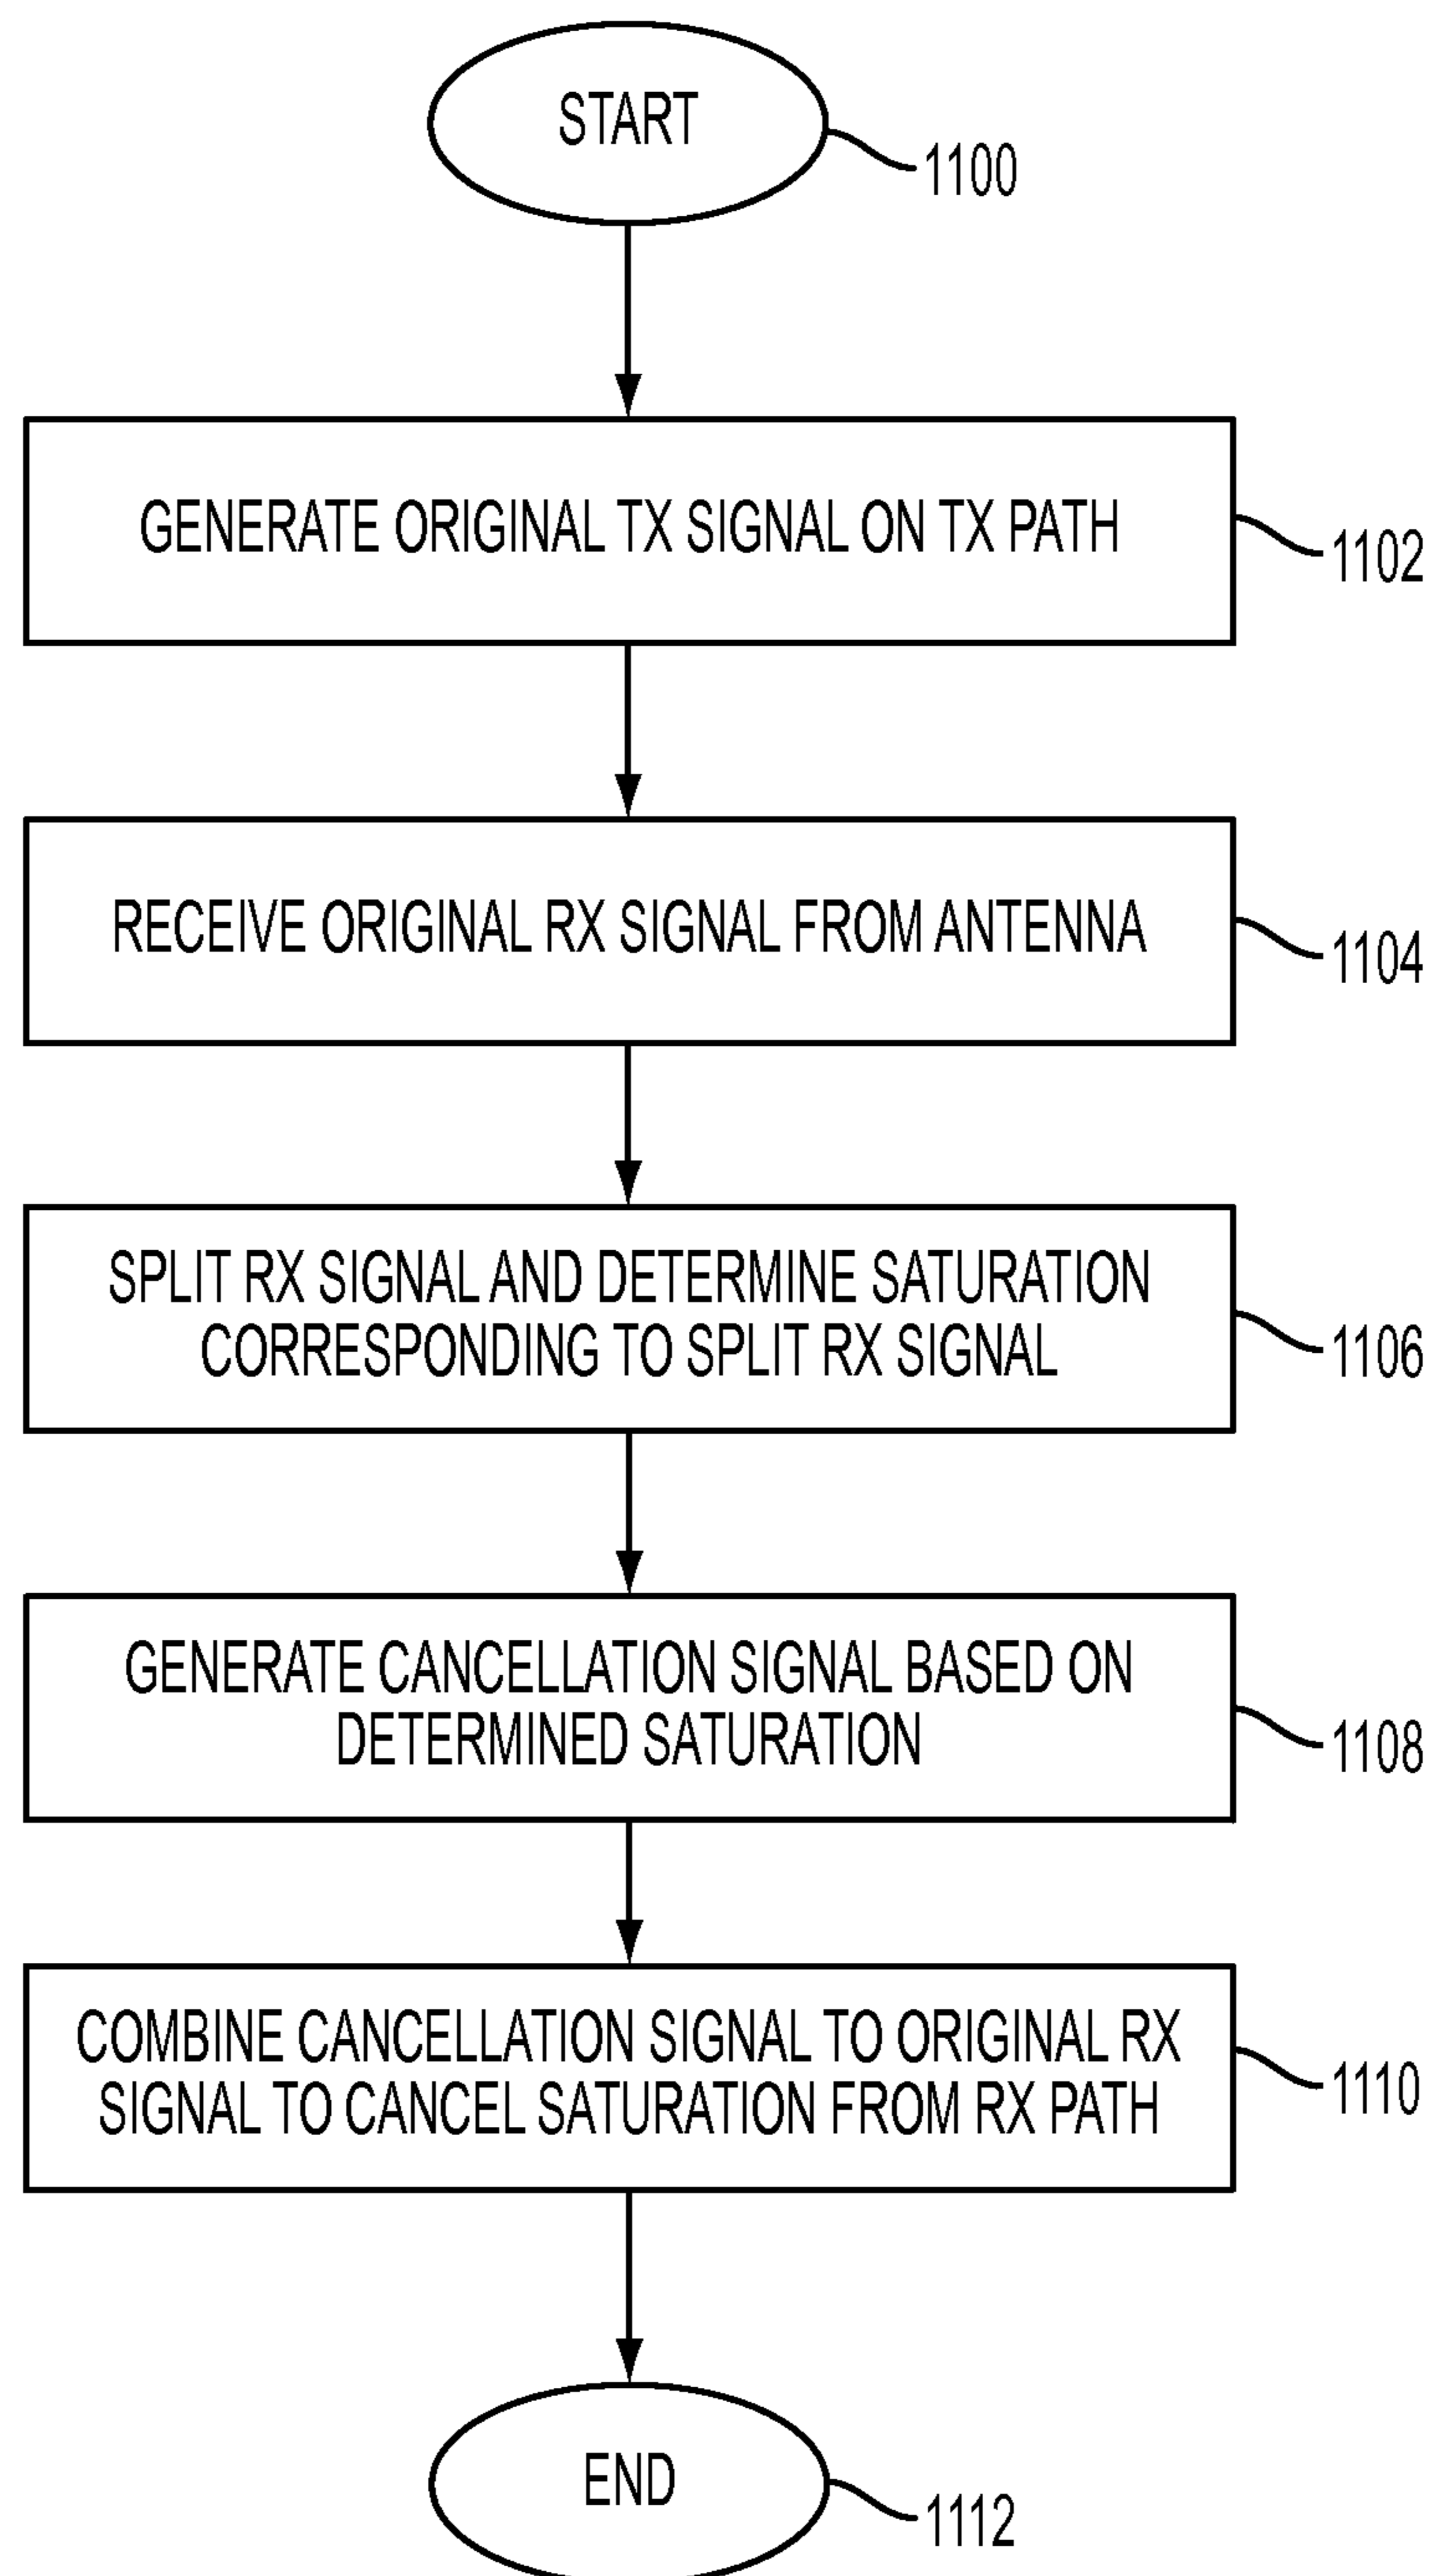 START
1100
GENERATE ORIGINAL TX SIGNAL ON TX PATH
1102
RECEIVE ORIGINAL RX SIGNAL FROM ANTENNA
1104
SPLIT RX SIGNAL AND DETERMINE SATURATION
CORRESPONDING TO SPLIT RX SIGNAL
1106
GENERATE CANCELLATION SIGNAL BASED ON
DETERMINED SATURATION
1108
COMBINE CANCELLATION SIGNAL TO ORIGINAL RX
SIGNAL TO CANCEL SATURATION FROM RX PATH
1110
END
1112